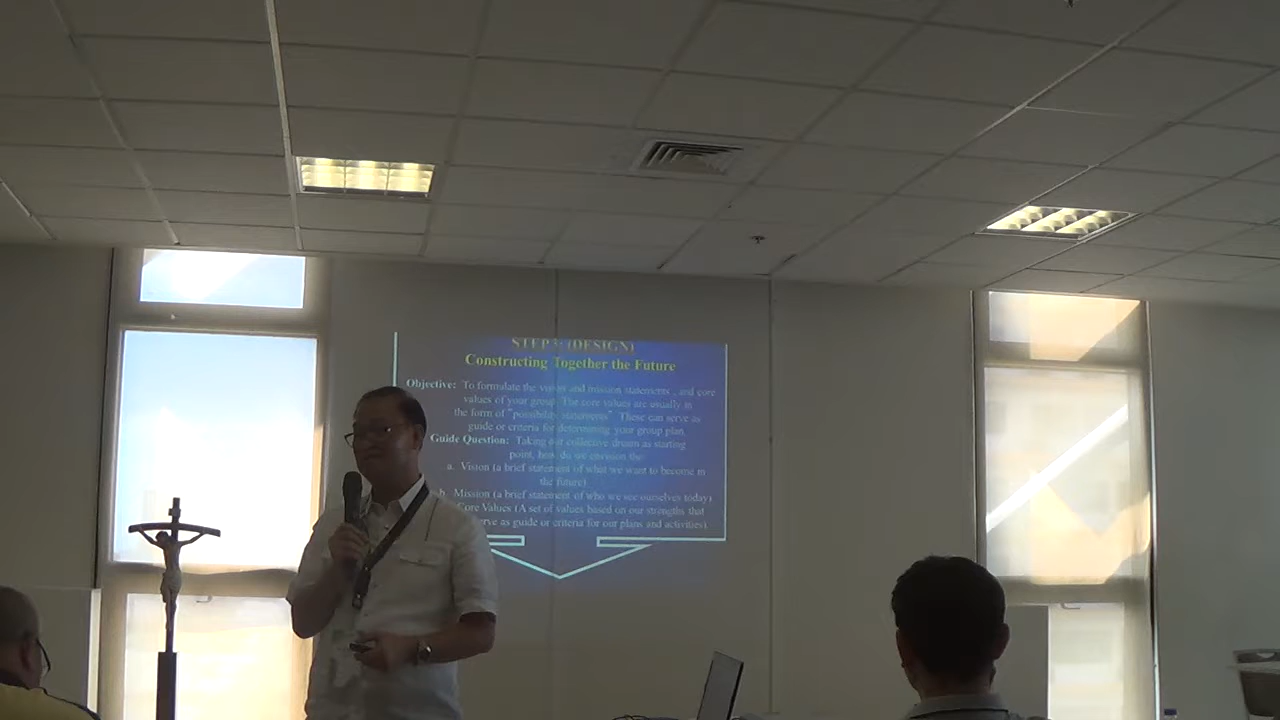 STEP 3: (DESIGN)
Constructing Together the Future
Objective: To formulate the vision and mission statements , and core
values of your group. The core values are usually in
the form of "possibility statements" These can serve as
guide or criteria for determining your group plan.
Guide Question: Taking our collective dream as starting
point, how do we envision the
a. Vision (a brief statement of what we want to become in
the future)
b. Mission (a brief statement of who we see ourselves today)
Core Values (A set of values based on our strengths that
serve as guide or criteria for our plans and activities).